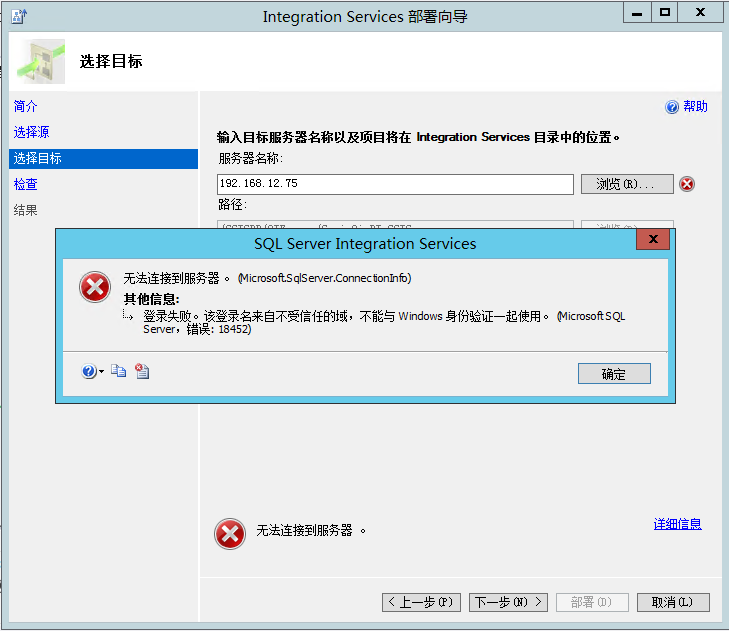 Integration Services 部署向导
选择目标
简介
选择源
选择目标
检查
结果
帮助
输入目标服务器名称以及项目将在 Integration Services 目录中的位置。
服务器名称:
192.168.12.75
浏览(R)...
路径:
SQL Server Integration Services
无法连接到服务器。 (Microsoft.SqlServer.ConnectionInfo)
其他信息:
登录失败。该登录名来自不受信任的域，不能与 Windows 身份验证一起使用。 (Microsoft SQL
Server，错误: 18452)
确定
无法连接到服务器 。
详细信息
< 上一步(P)
下一步(N) >
部署(D)
取消(L)